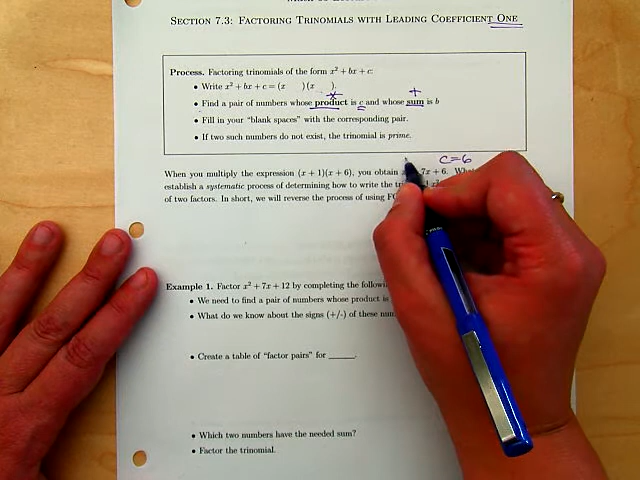 SECTION 7.3: FACTORING TRINOMIALS WITH LEADING COEFFICIENT ONE
Process. Factoring trinomials of the form x² + bx + c:
• Write x² + bx + c = (x      )(x      ).
×      +
• Find a pair of numbers whose product is c and whose sum is b
• Fill in your “blank spaces” with the corresponding pair.
• If two such numbers do not exist, the trinomial is prime.
c=6
When you multiply the expression (x + 1)(x + 6), you obtain 7x + 6.
establish a systematic process of determining how to write the
of two factors. In short, we will reverse the process of using
Example 1. Factor x² + 7x + 12 by completing the
• We need to find a pair of numbers whose product is
• What do we know about the signs (+/-) of these
• Create a table of “factor pairs” for ______.
• Which two numbers have the needed sum?
• Factor the trinomial.